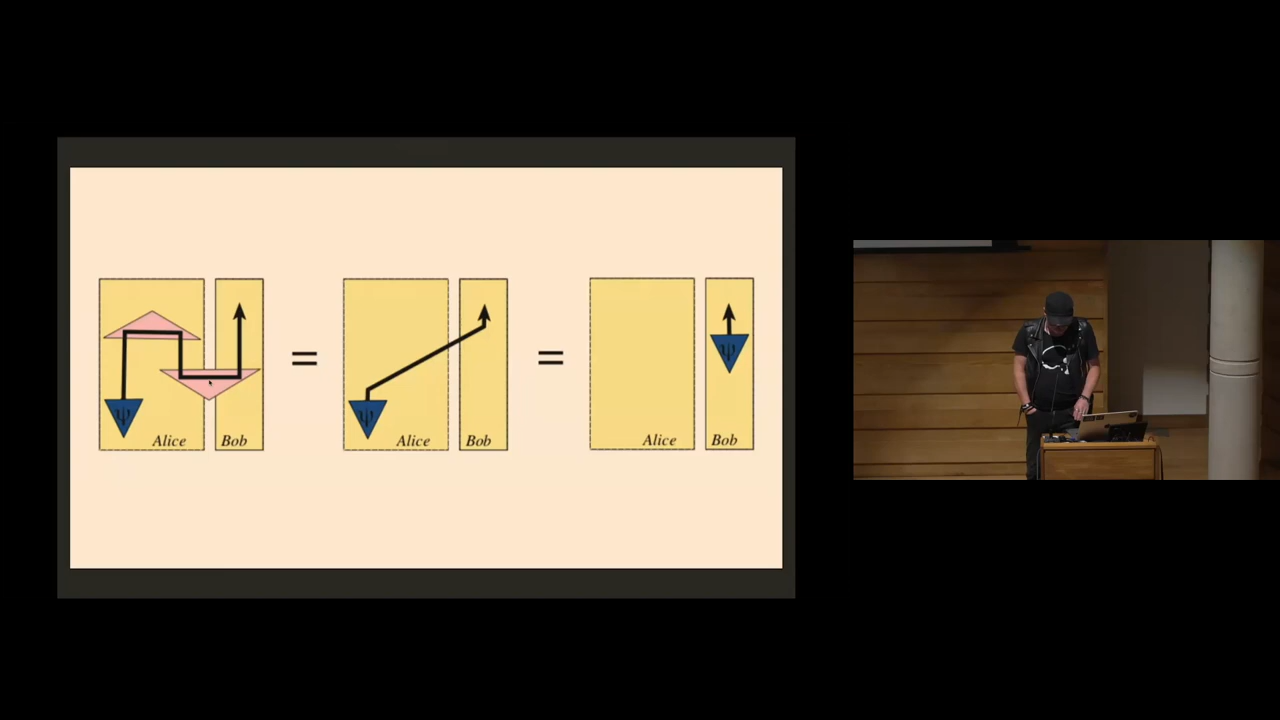 Ψ Alice Bob
=
Ψ Alice Bob
=
Alice Ψ Bob